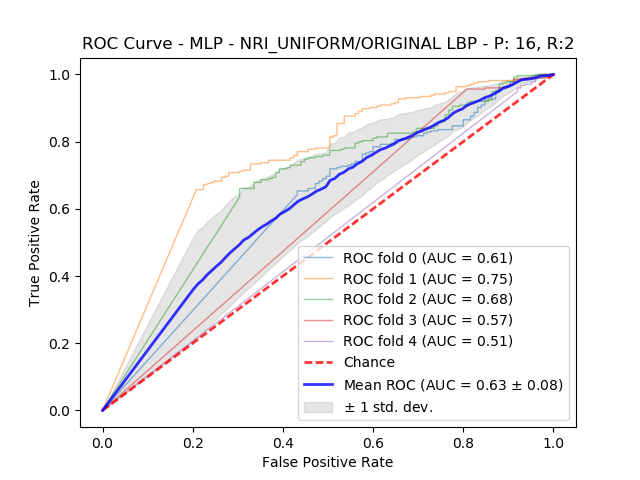 ROC Curve - MLP - NRI_UNIFORM/ORIGINAL LBP - P: 16, R:2
True Positive Rate
1.0
0.8
0.6
0.4
0.2
0.0
ROC fold 0 (AUC = 0.61)
ROC fold 1 (AUC = 0.75)
ROC fold 2 (AUC = 0.68)
ROC fold 3 (AUC = 0.57)
ROC fold 4 (AUC = 0.51)
Chance
Mean ROC (AUC = 0.63 ± 0.08)
± 1 std. dev.
0.0 0.2 0.4 0.6 0.8 1.0
False Positive Rate